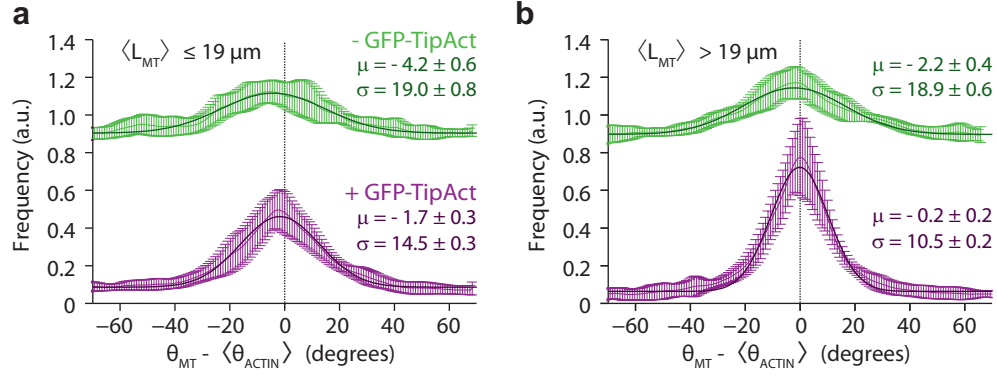 a
⟨L_MT⟩ ≤ 19 µm
- GFP-TipAct
µ = - 4.2 ± 0.6
σ = 19.0 ± 0.8
+ GFP-TipAct
µ = - 1.7 ± 0.3
σ = 14.5 ± 0.3
Frequency (a.u.)
1.4
1.2
1.0
0.8
0.6
0.4
0.2
0
−60 −40 −20 0 20 40 60
θ_MT - ⟨θ_ACTIN⟩ (degrees)
b
⟨L_MT⟩ > 19 µm
µ = - 2.2 ± 0.4
σ = 18.9 ± 0.6
µ = - 0.2 ± 0.2
σ = 10.5 ± 0.2
Frequency (a.u.)
1.4
1.2
1.0
0.8
0.6
0.4
0.2
0
−60 −40 −20 0 20 40 60
θ_MT - ⟨θ_ACTIN⟩ (degrees)